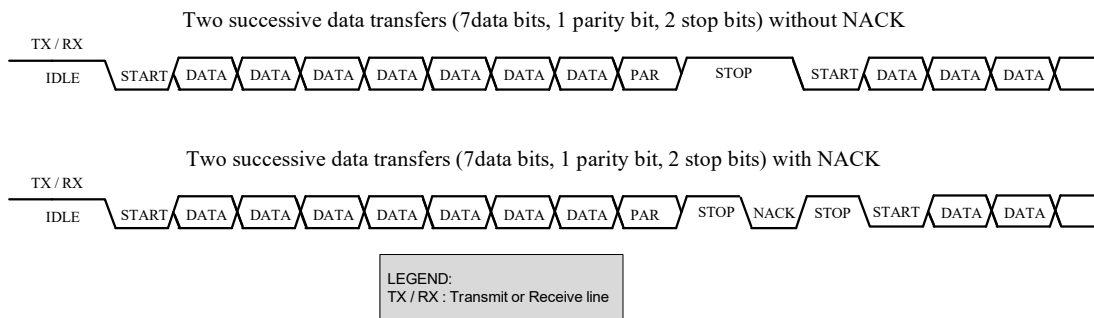 Two successive data transfers (7data bits, 1 parity bit, 2 stop bits) without NACK
TX / RX
IDLE START DATA DATA DATA DATA DATA DATA DATA PAR STOP START DATA DATA DATA
Two successive data transfers (7data bits, 1 parity bit, 2 stop bits) with NACK
TX / RX
IDLE START DATA DATA DATA DATA DATA DATA DATA PAR STOP NACK STOP START DATA DATA
LEGEND:
TX / RX : Transmit or Receive line